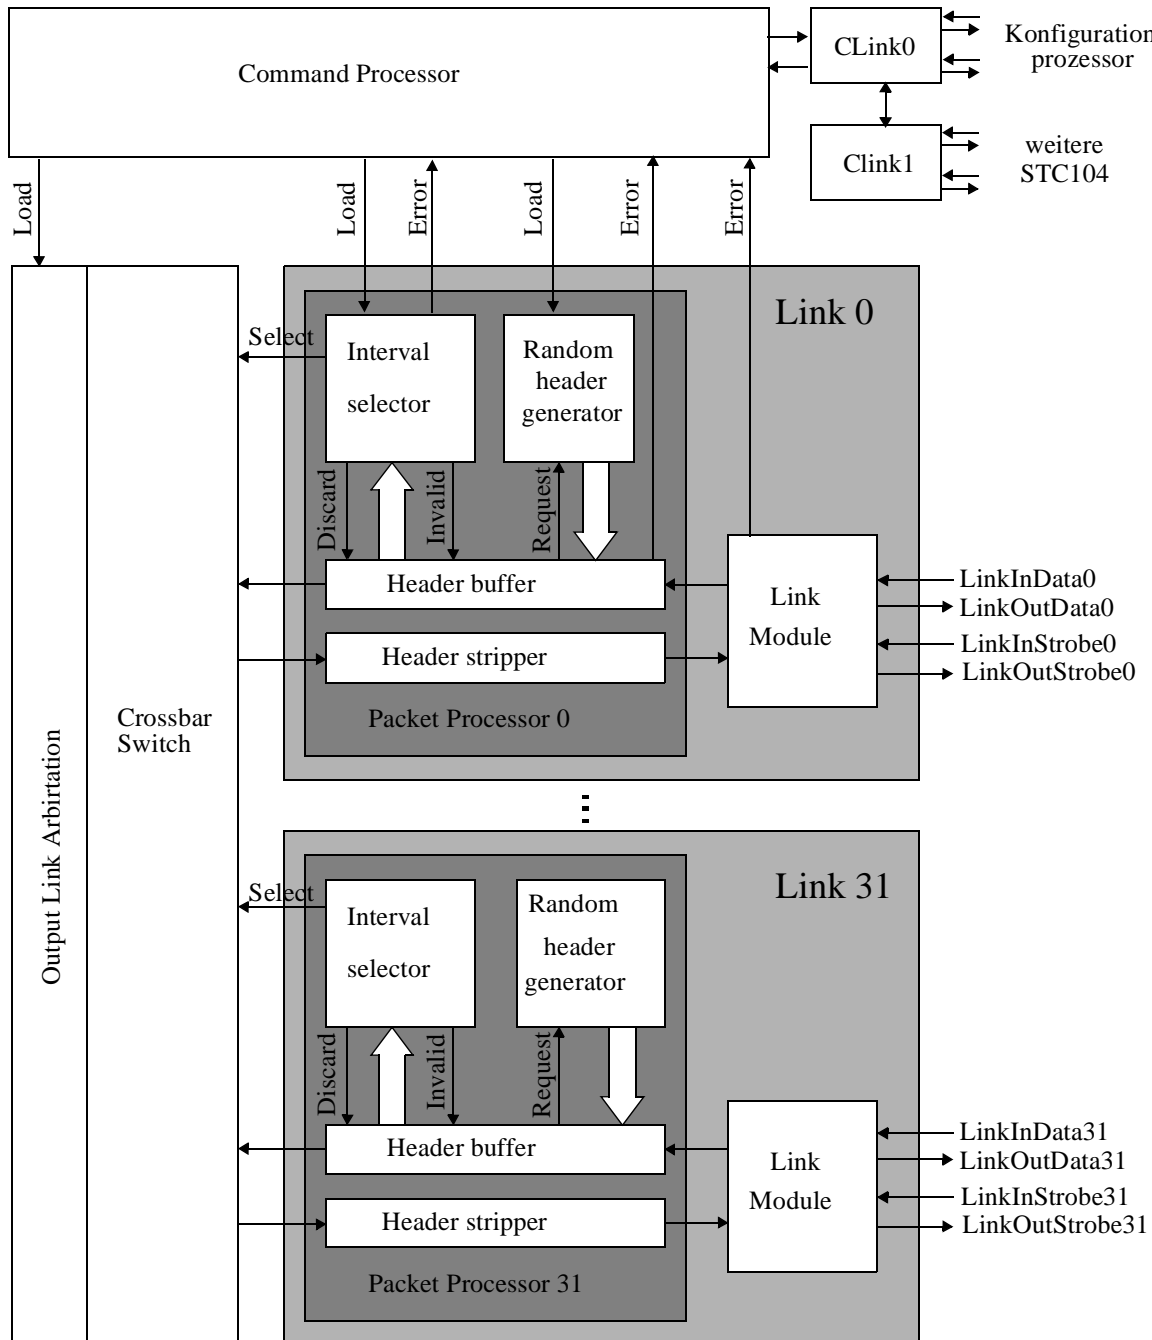 Command Processor
CLink0
Konfiguration
prozessor
Clink1
weitere
STC104
Load
Load
Error
Load
Error
Error
Link 0
Select
Interval
selector
Random
header
generator
Discard
Invalid
Request
Header buffer
Link
Module
LinkInData0
LinkOutData0
LinkInStrobe0
LinkOutStrobe0
Header stripper
Packet Processor 0
Crossbar
Switch
Output Link Arbirtation
Link 31
Select
Interval
selector
Random
header
generator
Discard
Invalid
Request
Header buffer
Link
Module
LinkInData31
LinkOutData31
LinkInStrobe31
LinkOutStrobe31
Header stripper
Packet Processor 31